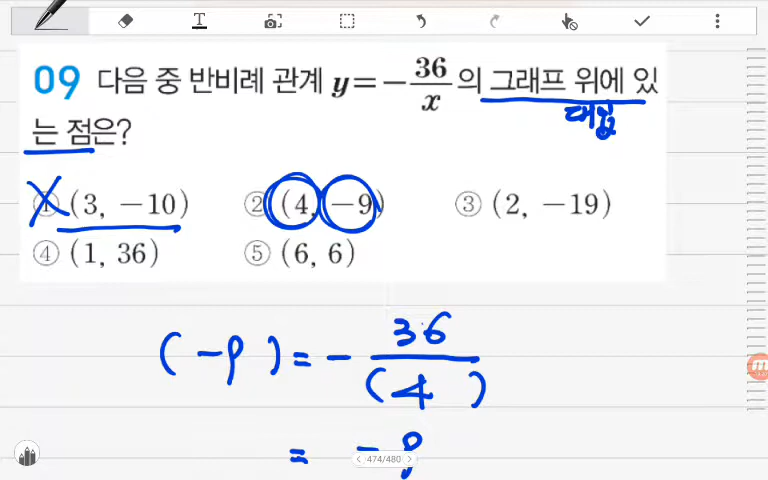 09 다음 중 반비례 관계 y=-36/x의 그래프 위에 있
대입
는 점은?
① (3, -10) ② (4, -9) ③ (2, -19)
④ (1, 36) ⑤ (6, 6)
(-9) = - 36/(4)
= -9
474/480